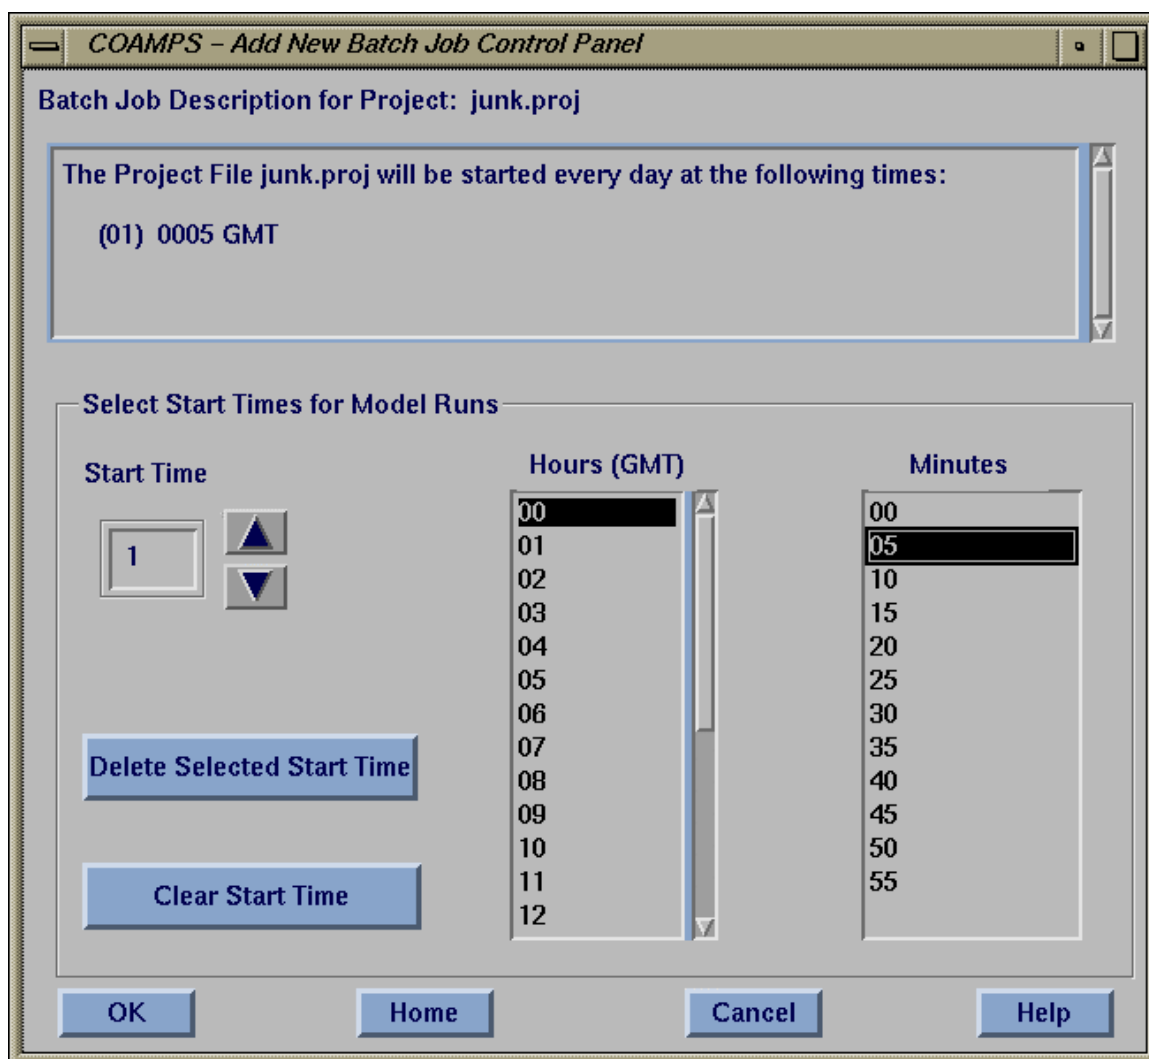 COAMPS – Add New Batch Job Control Panel
Batch Job Description for Project: junk.proj
The Project File junk.proj will be started every day at the following times:
(01) 0005 GMT
Select Start Times for Model Runs
Start Time
1
Delete Selected Start Time
Clear Start Time
Hours (GMT)
00
01
02
03
04
05
06
07
08
09
10
11
12
Minutes
00
05
10
15
20
25
30
35
40
45
50
55
OK
Home
Cancel
Help